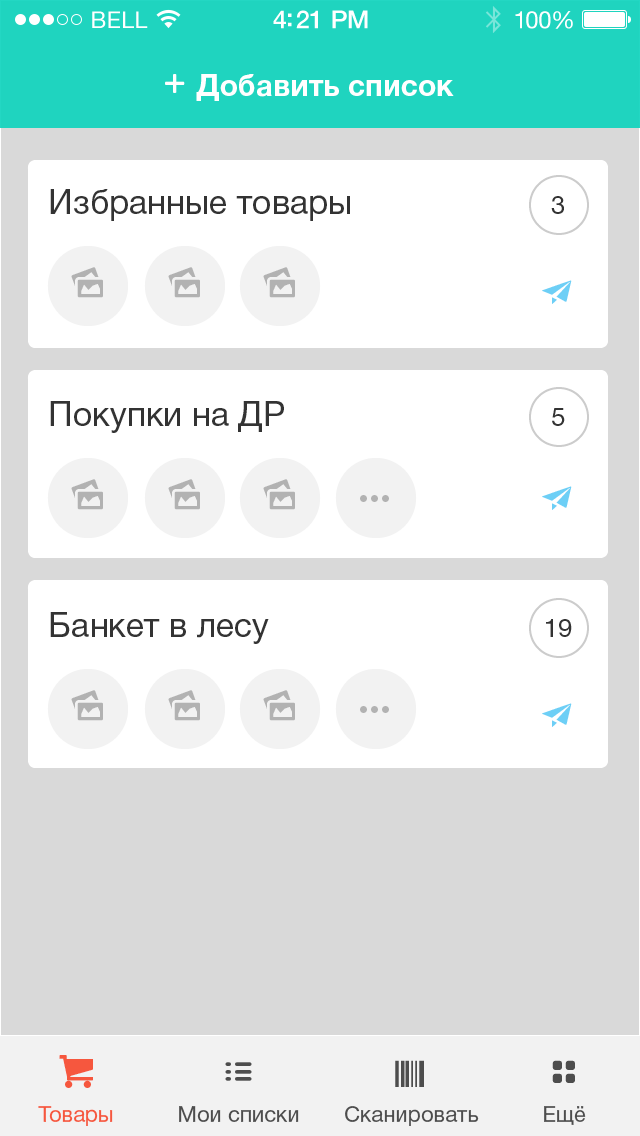 BELL 4:21 PM 100%
+ Добавить список
Избранные товары 3
Покупки на ДР 5
Банкет в лесу 19
Товары Мои списки Сканировать Ещё